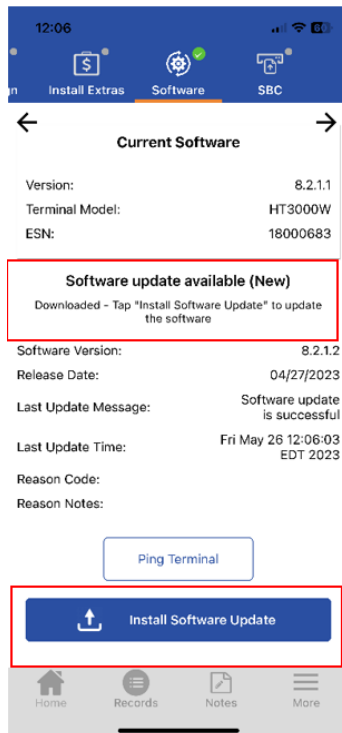 12:06
60
gn Install Extras Software SBC
Current Software
Version: 8.2.1.1
Terminal Model: HT3000W
ESN: 18000683
Software update available (New)
Downloaded - Tap "Install Software Update" to update
the software
Software Version: 8.2.1.2
Release Date: 04/27/2023
Last Update Message: Software update
is successful
Last Update Time: Fri May 26 12:06:03
EDT 2023
Reason Code:
Reason Notes:
Ping Terminal
Install Software Update
Home Records Notes More